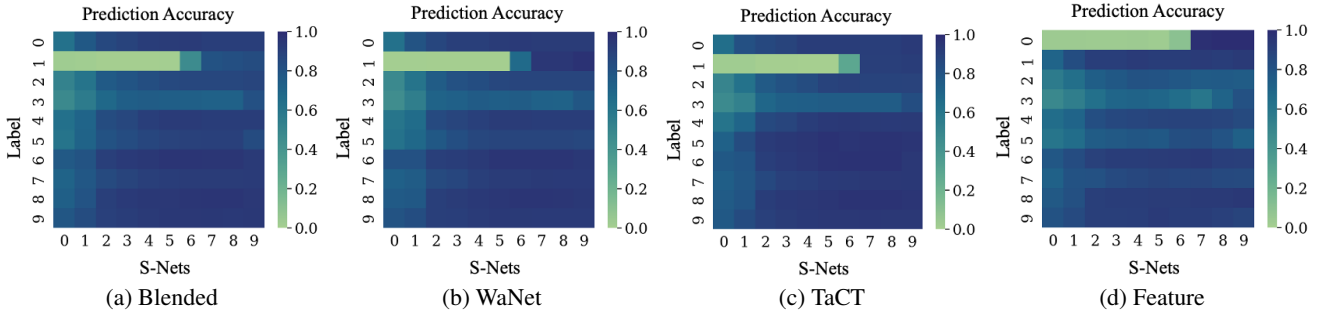 Prediction Accuracy
Label
0 1 2 3 4 5 6 7 8 9
0 1 2 3 4 5 6 7 8 9
S-Nets
1.0
0.8
0.6
0.4
0.2
0.0
(a) Blended
Prediction Accuracy
Label
0 1 2 3 4 5 6 7 8 9
0 1 2 3 4 5 6 7 8 9
S-Nets
1.0
0.8
0.6
0.4
0.2
0.0
(b) WaNet
Prediction Accuracy
Label
0 1 2 3 4 5 6 7 8 9
0 1 2 3 4 5 6 7 8 9
S-Nets
1.0
0.8
0.6
0.4
0.2
0.0
(c) TaCT
Prediction Accuracy
Label
0 1 2 3 4 5 6 7 8 9
0 1 2 3 4 5 6 7 8 9
S-Nets
1.0
0.8
0.6
0.4
0.2
0.0
(d) Feature